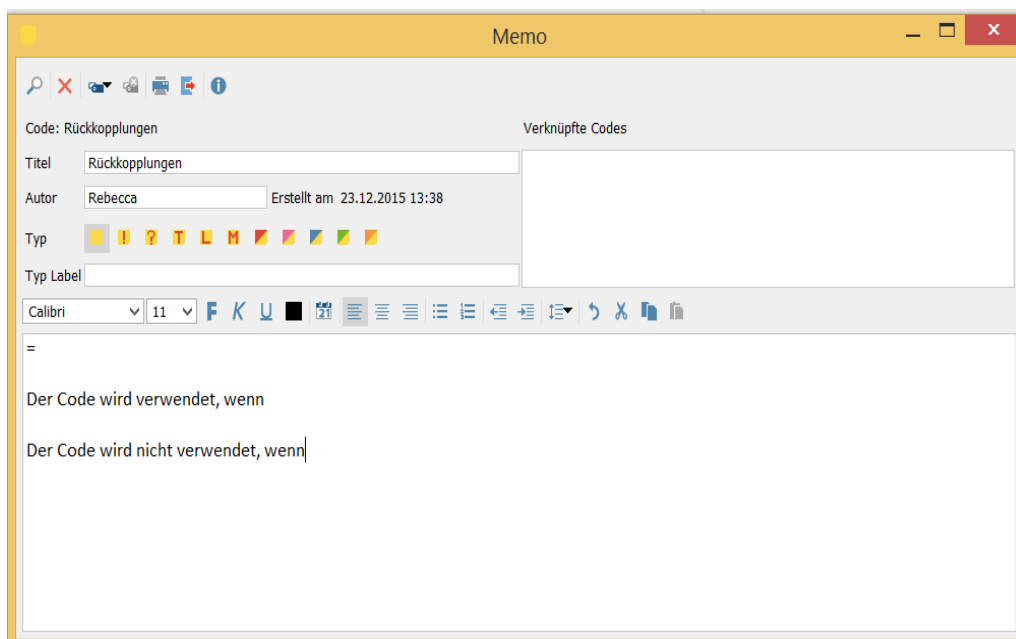 Memo
Code: Rückkopplungen
Verknüpfte Codes
Titel Rückkopplungen
Autor Rebecca Erstellt am 23.12.2015 13:38
Typ ! ? T L M
Typ Label
Calibri 11 F K U 21
=
Der Code wird verwendet, wenn
Der Code wird nicht verwendet, wenn